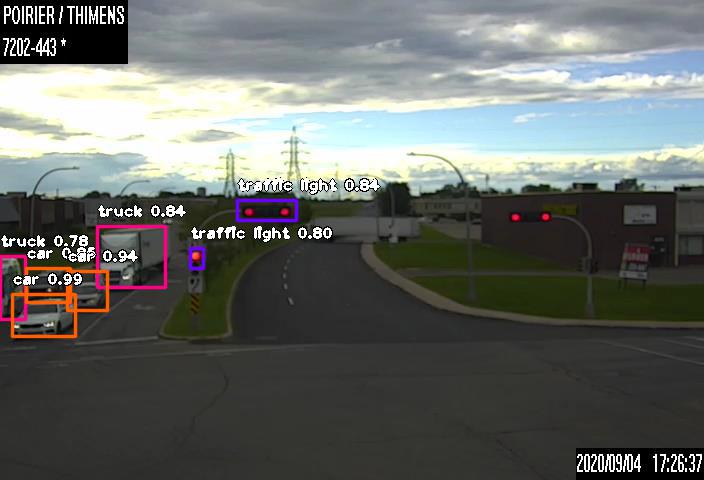 POIRIER / THIMENS
7202-443 *
traffic light 0.84
truck 0.84
traffic light 0.80
truck 0.78
car 0.94
car 0.99
2020/09/04 17:26:37